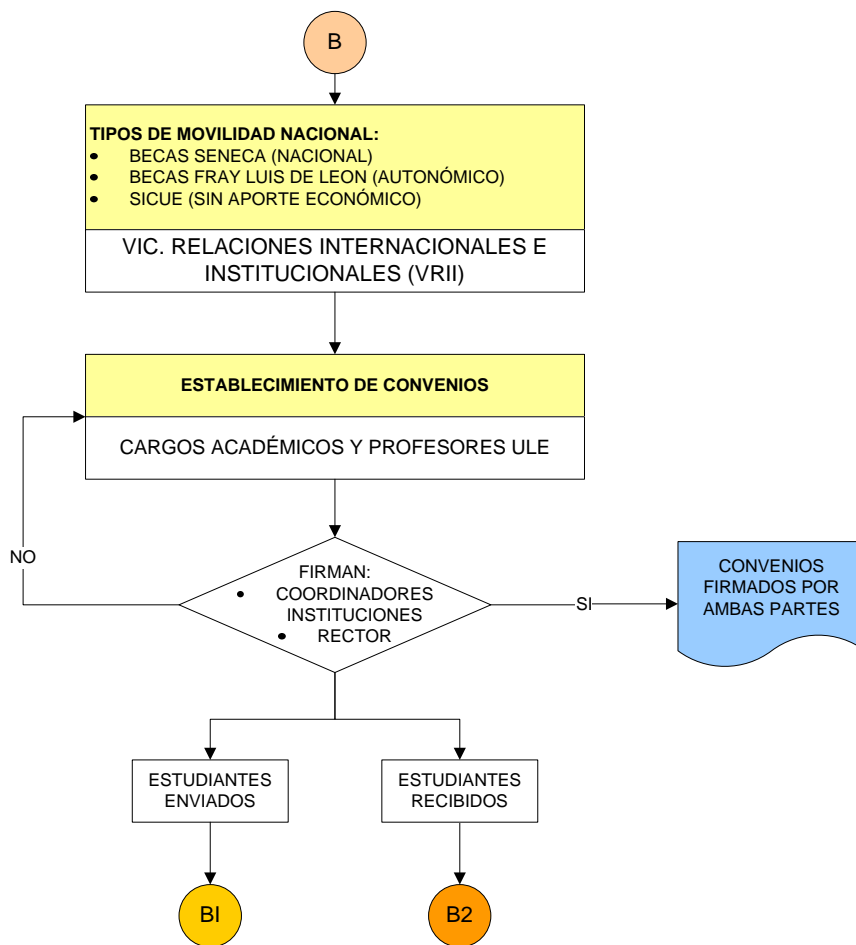 B
TIPOS DE MOVILIDAD NACIONAL:
• BECAS SENECA (NACIONAL)
• BECAS FRAY LUIS DE LEON (AUTONÓMICO)
• SICUE (SIN APORTE ECONÓMICO)
VIC. RELACIONES INTERNACIONALES E
INSTITUCIONALES (VRII)
ESTABLECIMIENTO DE CONVENIOS
CARGOS ACADÉMICOS Y PROFESORES ULE
NO
FIRMAN:
• COORDINADORES
INSTITUCIONES
• RECTOR
SI
CONVENIOS
FIRMADOS POR
AMBAS PARTES
ESTUDIANTES
ENVIADOS
ESTUDIANTES
RECIBIDOS
BI
B2